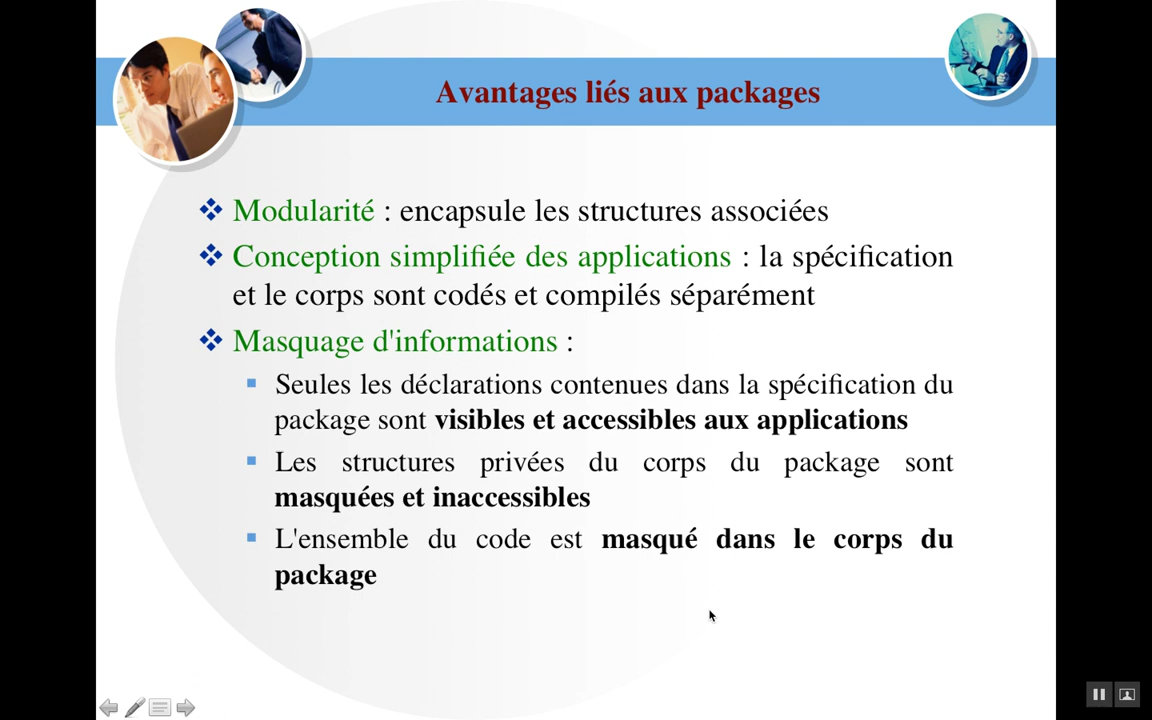 Avantages liés aux packages
Modularité : encapsule les structures associées
Conception simplifiée des applications : la spécification
et le corps sont codés et compilés séparément
Masquage d'informations :
Seules les déclarations contenues dans la spécification du
package sont visibles et accessibles aux applications
Les structures privées du corps du package sont
masquées et inaccessibles
L'ensemble du code est masqué dans le corps du
package